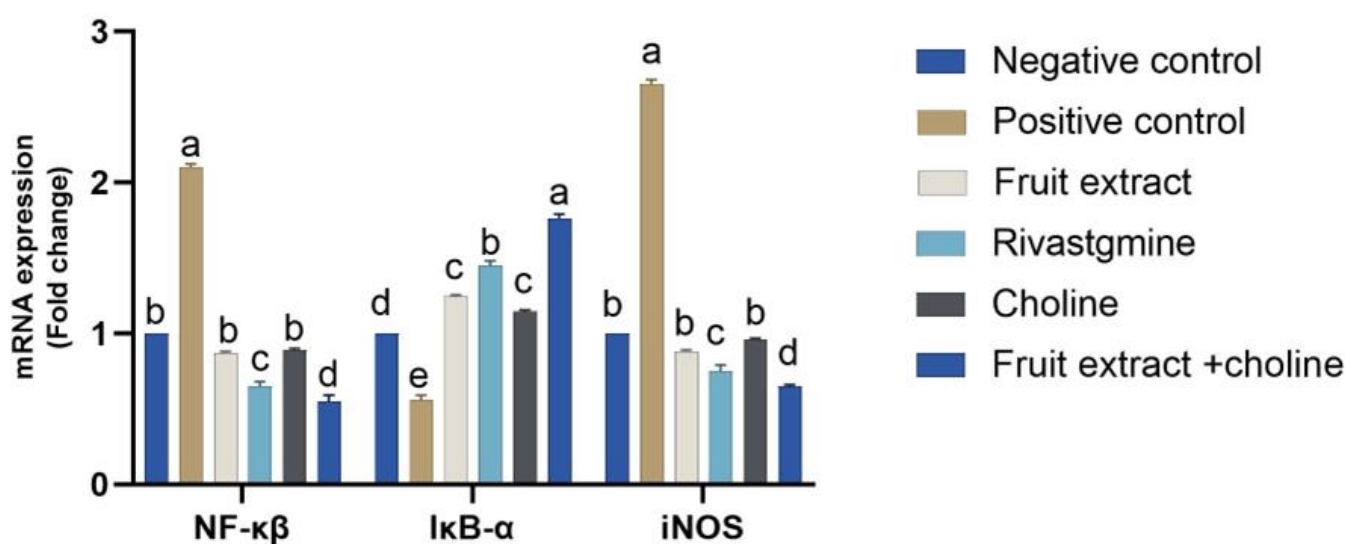 mRNA expression
(Fold change)
3
2
1
0
b
a
b
c
b
d
d
e
c
b
c
a
b
a
b
c
b
d
NF-κβ
IκB-α
iNOS
Negative control
Positive control
Fruit extract
Rivastgmine
Choline
Fruit extract +choline